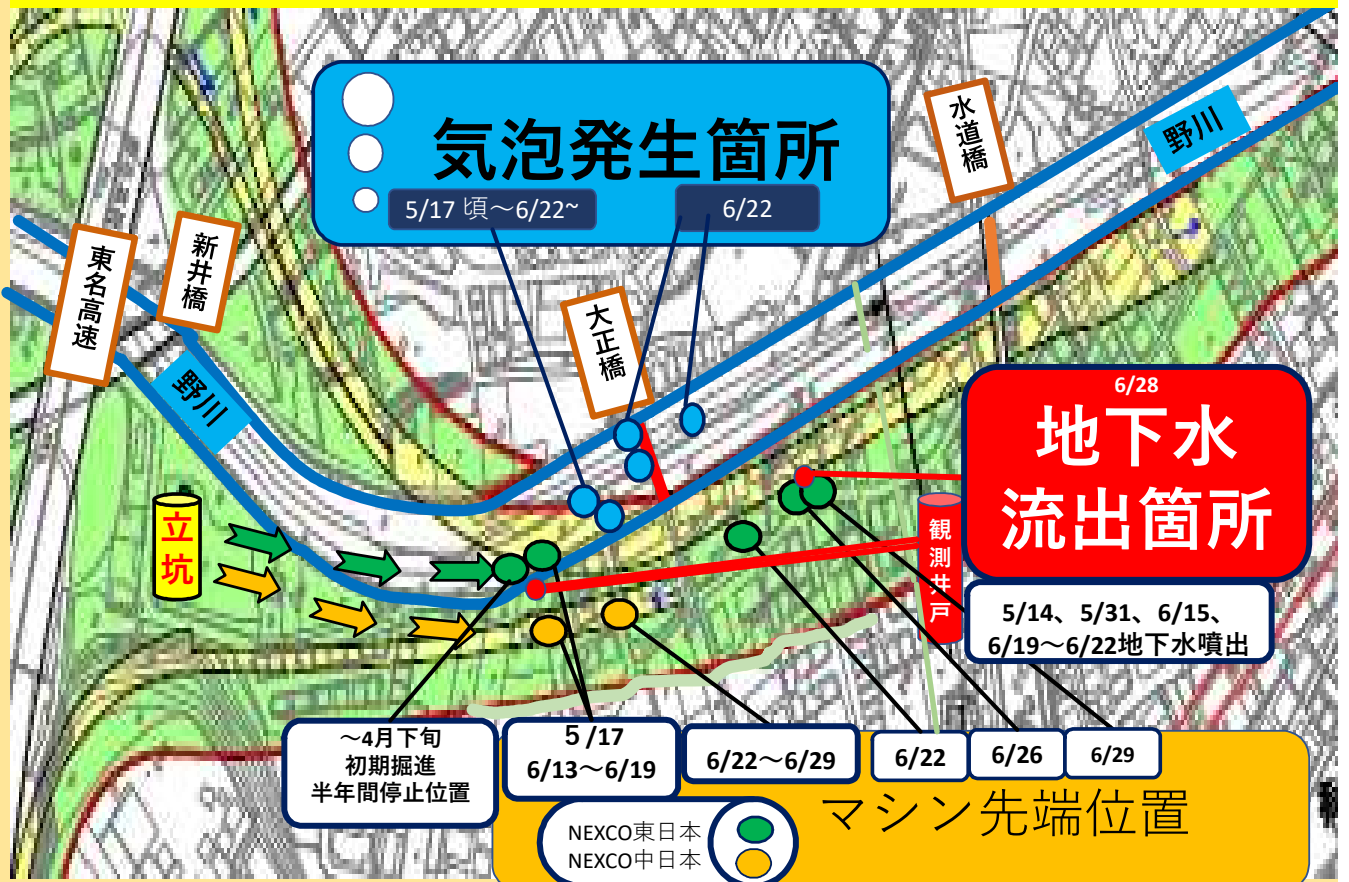 気泡発生箇所
5/17 頃～6/22~
6/22
水道橋
野川
東名高速
新井橋
野川
大正橋
6/28
地下水
流出箇所
立坑
観測井戸
5/14、5/31、6/15、
6/19～6/22地下水噴出
～4月下旬
初期掘進
半年間停止位置
５/17
6/13～6/19
6/22～6/29
6/22
6/26
6/29
マシン先端位置
NEXCO東日本
NEXCO中日本